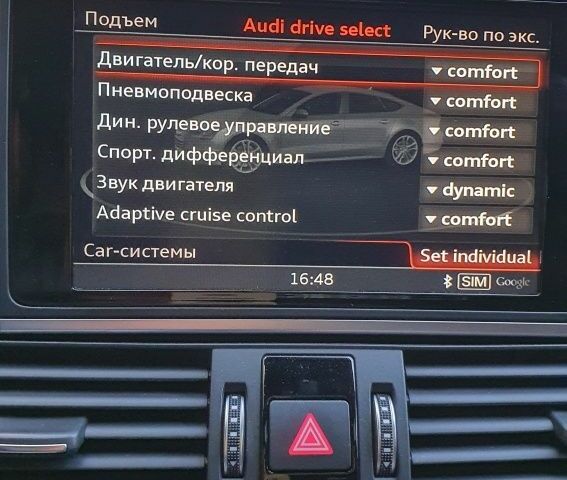 Подъем Audi drive select Рук-во по экс.
Двигатель/кор. передач comfort
Пневмоподвеска comfort
Дин. рулевое управление comfort
Спорт. дифференциал comfort
Звук двигателя dynamic
Adaptive cruise control comfort
Car-системы Set individual
16:48 SIM Google